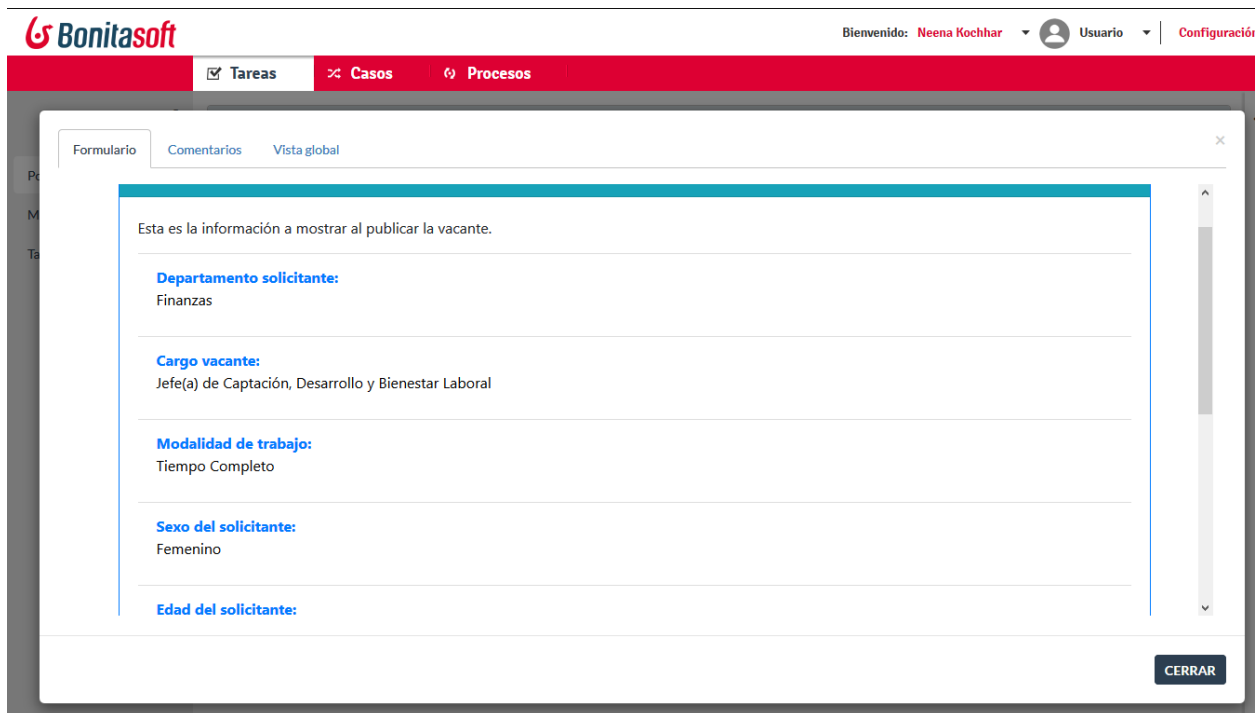 Bonitasoft
Bienvenido: Neena Kochhar Usuario Configuración
Tareas Casos Procesos
Formulario Comentarios Vista global ×
Esta es la información a mostrar al publicar la vacante.
Departamento solicitante:
Finanzas
Cargo vacante:
Jefe(a) de Captación, Desarrollo y Bienestar Laboral
Modalidad de trabajo:
Tiempo Completo
Sexo del solicitante:
Femenino
Edad del solicitante:
CERRAR